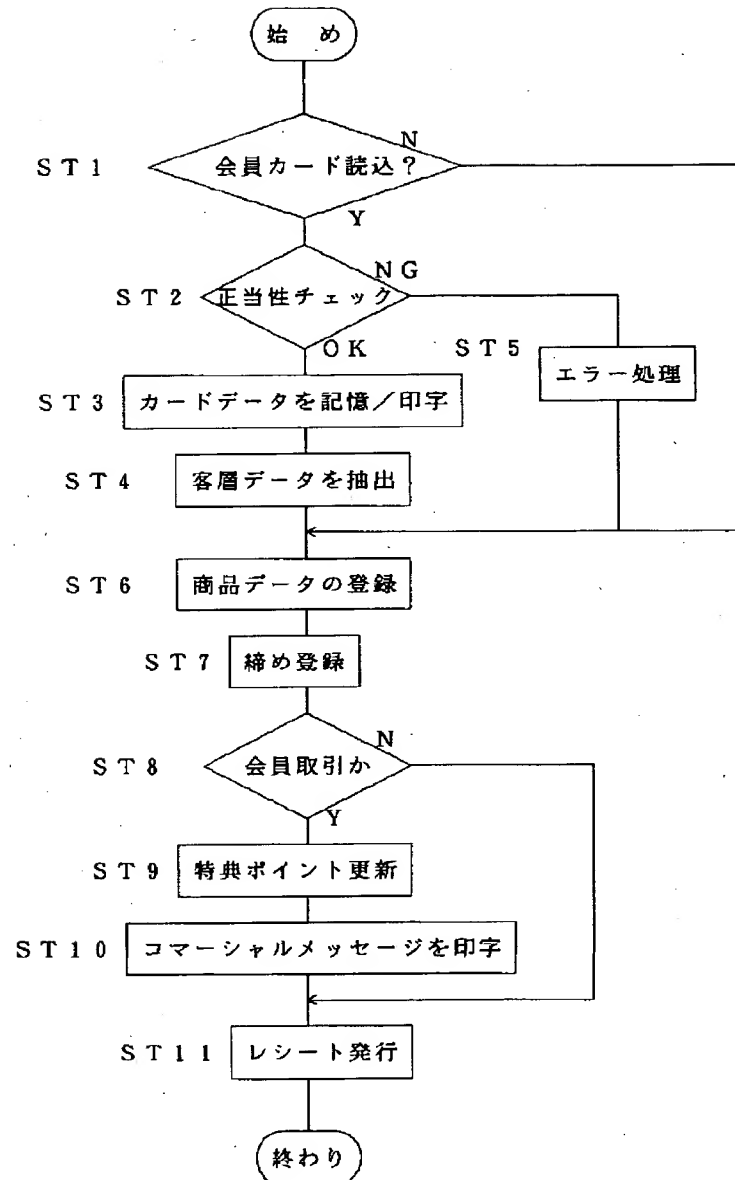 始め
N
ST1 会員カード読込？
Y
NG
ST2 正当性チェック
OK
ST5
エラー処理
ST3 カードデータを記憶／印字
ST4 客層データを抽出
ST6 商品データの登録
ST7 締め登録
N
ST8 会員取引か
Y
ST9 特典ポイント更新
ST10 コマーシャルメッセージを印字
ST11 レシート発行
終わり